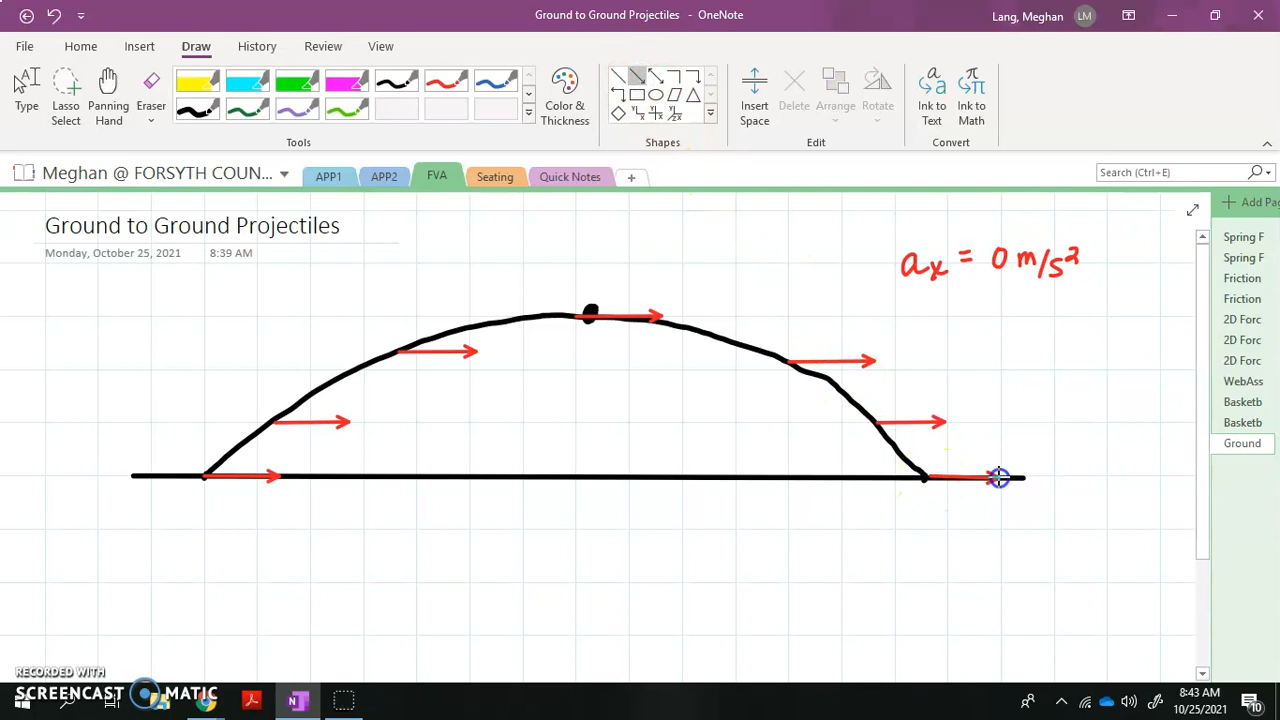 Ground to Ground Projectiles - OneNote
Lang, Meghan LM
File Home Insert Draw History Review View
Type
Lasso Select
Panning Hand
Eraser
Color & Thickness
Insert Space
Delete
Arrange
Rotate
Ink to Text
Ink to Math
Tools
Shapes
Edit
Convert
Meghan @ FORSYTH COUN...
APP1 APP2 FVA Seating Quick Notes
Search (Ctrl+E)
Ground to Ground Projectiles
Monday, October 25, 2021 8:39 AM
Add Pag
Spring F
Spring F
Friction
Friction
2D Forc
2D Forc
2D Forc
WebAss
Basketb
Basketb
Ground
ax = 0 m/s²
RECORDED WITH
SCREENCAST MATIC
8:43 AM
10/25/2021
10